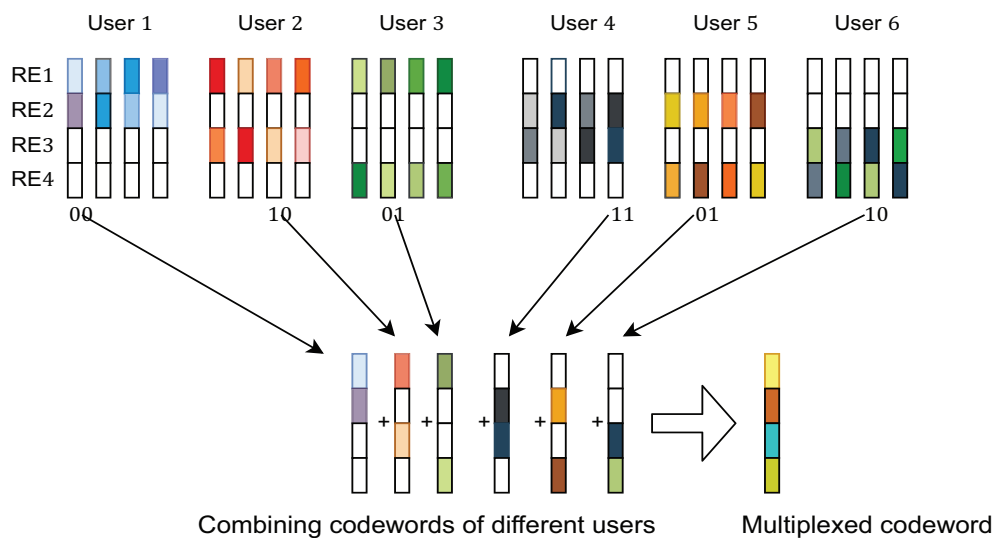 User 1 User 2 User 3 User 4 User 5 User 6
RE1
RE2
RE3
RE4
00 10 01 11 01 10
+ + + + +
Combining codewords of different users Multiplexed codeword